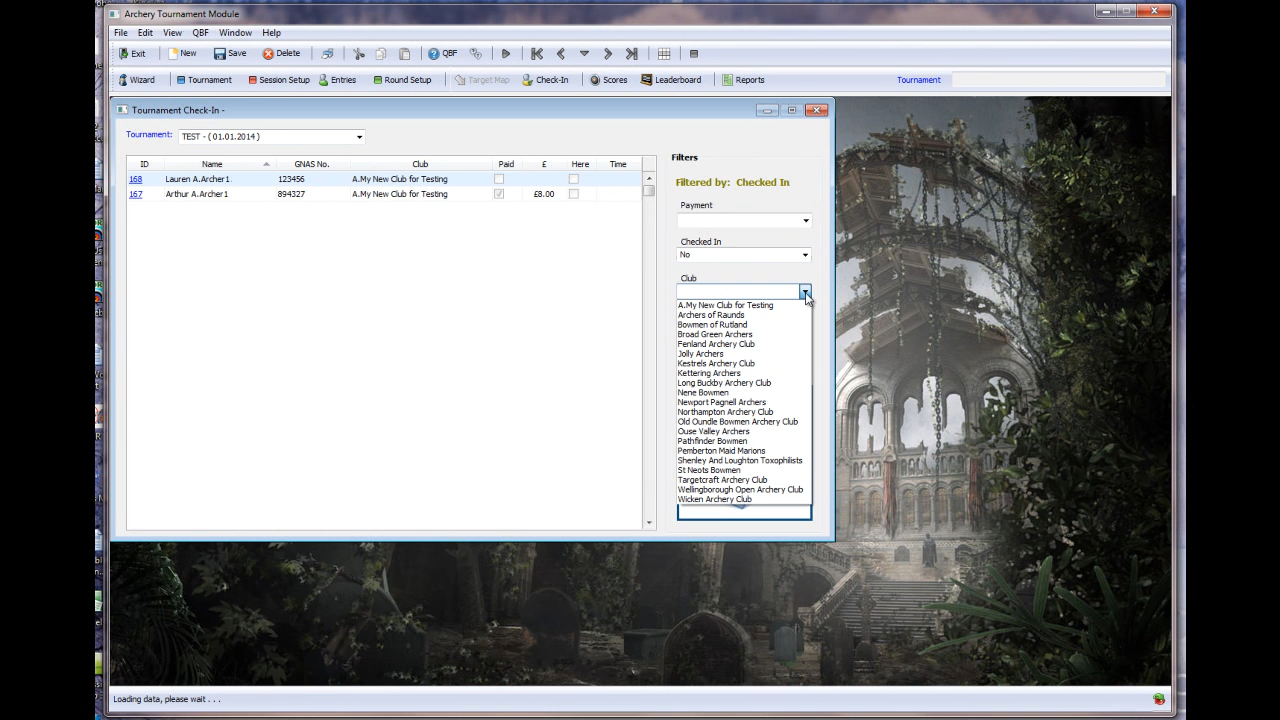 Archery Tournament Module
File Edit View QBF Window Help
Exit New Save Delete QBF
Wizard Tournament Session Setup Entries Round Setup Target Map Check-In Scores Leaderboard Reports Tournament
Tournament Check-In -
Tournament: TEST - ( 01.01.2014 )
ID Name GNAS No. Club Paid £ Here Time
168 Lauren A.Archer1 123456 A.My New Club for Testing
167 Arthur A.Archer1 894327 A.My New Club for Testing £8.00
Filters
Filtered by: Checked In
Payment
Checked In
No
Club
A.My New Club for Testing
Archers of Raunds
Bowmen of Rutland
Broad Green Archers
Fenland Archery Club
Jolly Archers
Kestrels Archery Club
Kettering Archers
Long Buckby Archery Club
Nene Bowmen
Newport Pagnell Archers
Northampton Archery Club
Old Oundle Bowmen Archery Club
Ouse Valley Archers
Pathfinder Bowmen
Pemberton Maid Marions
Shenley And Loughton Toxophilists
St Neots Bowmen
Targetcraft Archery Club
Wellingborough Open Archery Club
Wicken Archery Club
Loading data, please wait . . .